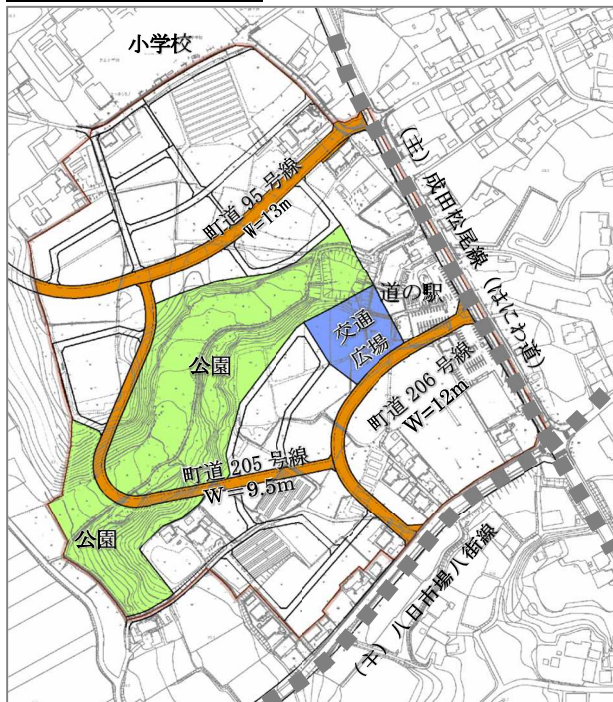 小学校
町道 95 号線
W=13m
(主) 成田松尾線 (はにわ道)
道の駅
交通
広場
公園
町道 206 号線
W=12m
町道 205 号線
W=9.5m
公園
(主) 八日市場八街線